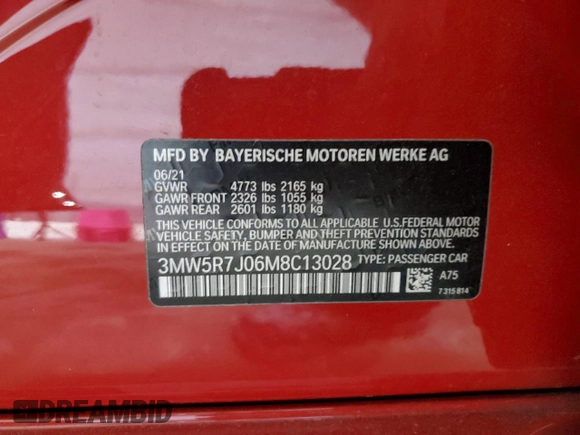 MFD BY BAYERISCHE MOTOREN WERKE AG
06/21
GVWR 4773 lbs 2165 kg
GAWR FRONT 2326 lbs 1055 kg
GAWR REAR 2601 lbs 1180 kg
THIS VEHICLE CONFORMS TO ALL APPLICABLE U.S.FEDERAL MOTOR
VEHICLE SAFETY, BUMPER, AND THEFT PREVENTION STANDARDS
IN EFFECT ON THE DATE OF MANUFACTURE SHOWN ABOVE.
3MW5R7J06M8C13028 TYPE: PASSENGER CAR
A75
7 315 814
DREAMBID